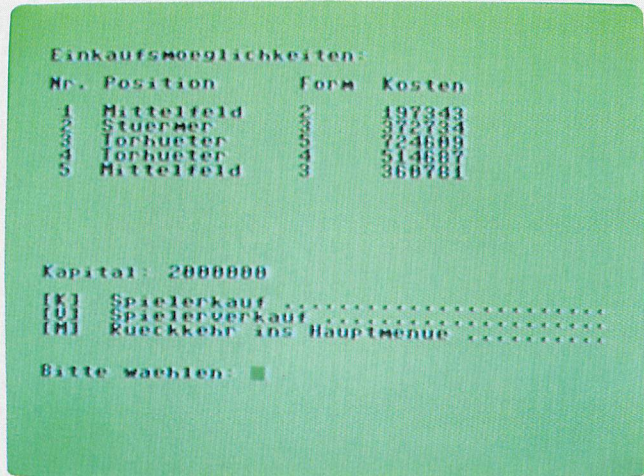 Einkaufsmoeglichkeiten:
Nr. Position Form Kosten
1 Mittelfeld 2 197343
2 Stuermer 3 372734
3 Torhueter 5 724609
4 Torhueter 4 514687
5 Mittelfeld 3 360781
Kapital: 2000000
[K] Spielerkauf ......................
[V] Spielerverkauf ...................
[M] Rueckkehr ins Hauptmenue ..........
Bitte waehlen: